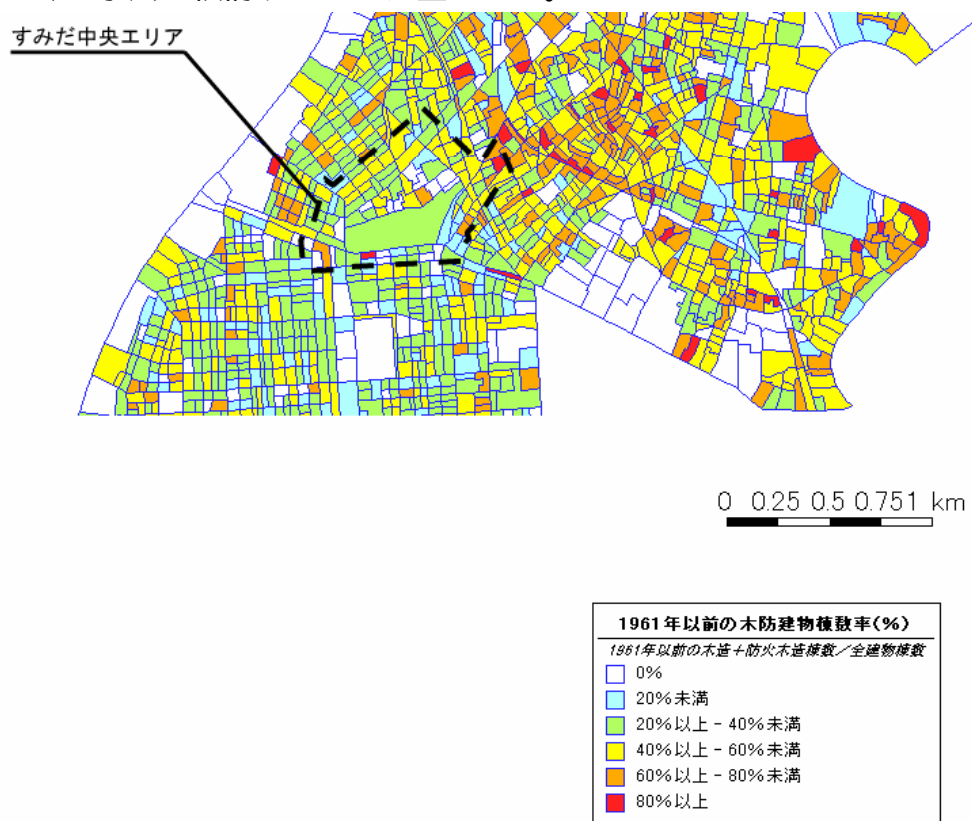 すみだ中央エリア
0 0.25 0.5 0.751 km
1961年以前の木防建物棟数率(%)
1961年以前の木造＋防火木造棟数／全建物棟数
0%
20%未満
20%以上 - 40%未満
40%以上 - 60%未満
60%以上 - 80%未満
80%以上